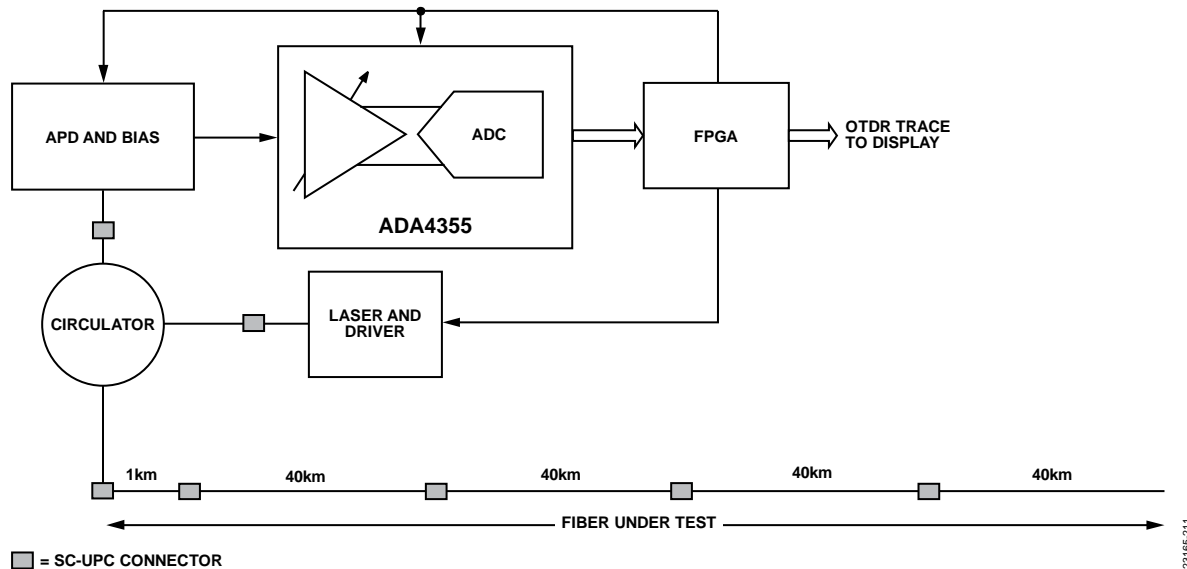 APD AND BIAS
ADC
ADA4355
FPGA
OTDR TRACE
TO DISPLAY
CIRCULATOR
LASER AND
DRIVER
1km
40km
40km
40km
40km
FIBER UNDER TEST
= SC-UPC CONNECTOR